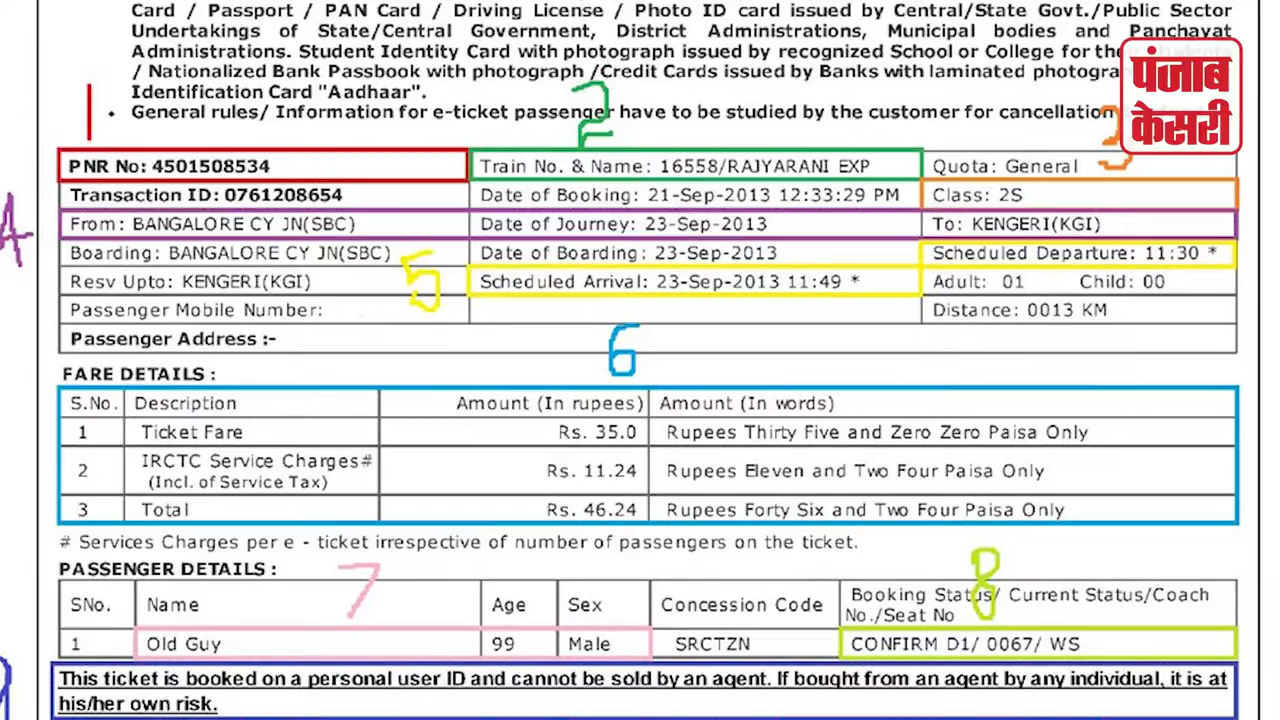 Card / Passport / PAN Card / Driving License / Photo ID card issued by Central/State Govt./Public Sector
Undertakings of State/Central Government, District Administrations, Municipal bodies and Panchayat
Administrations. Student Identity Card with photograph issued by recognized School or College for
/ Nationalized Bank Passbook with photograph /Credit Cards issued by Banks with laminated
Identification Card "Aadhaar".
• General rules/ Information for e-ticket passenger have to be studied by the customer for cancellation
पंजाब
केसरी
2
3
PNR No: 4501508534 Train No. & Name: 16558/RAJYARANI EXP Quota: General
Transaction ID: 0761208654 Date of Booking: 21-Sep-2013 12:33:29 PM Class: 2S
4
From: BANGALORE CY JN(SBC) Date of Journey: 23-Sep-2013 To: KENGERI(KGI)
Boarding: BANGALORE CY JN(SBC) Date of Boarding: 23-Sep-2013 Scheduled Departure: 11:30 *
5
Resv Upto: KENGERI(KGI) Scheduled Arrival: 23-Sep-2013 11:49 * Adult: 01 Child: 00
Passenger Mobile Number: Distance: 0013 KM
Passenger Address :-
6
FARE DETAILS :
S.No. Description Amount (In rupees) Amount (In words)
1 Ticket Fare Rs. 35.0 Rupees Thirty Five and Zero Zero Paisa Only
2 IRCTC Service Charges# Rs. 11.24 Rupees Eleven and Two Four Paisa Only
(Incl. of Service Tax)
3 Total Rs. 46.24 Rupees Forty Six and Two Four Paisa Only
# Services Charges per e - ticket irrespective of number of passengers on the ticket.
PASSENGER DETAILS :
7
8
SNo. Name Age Sex Concession Code Booking Status/ Current Status/Coach
No./Seat No
1 Old Guy 99 Male SRCTZN CONFIRM D1/ 0067/ WS
This ticket is booked on a personal user ID and cannot be sold by an agent. If bought from an agent by any individual, it is at
his/her own risk.